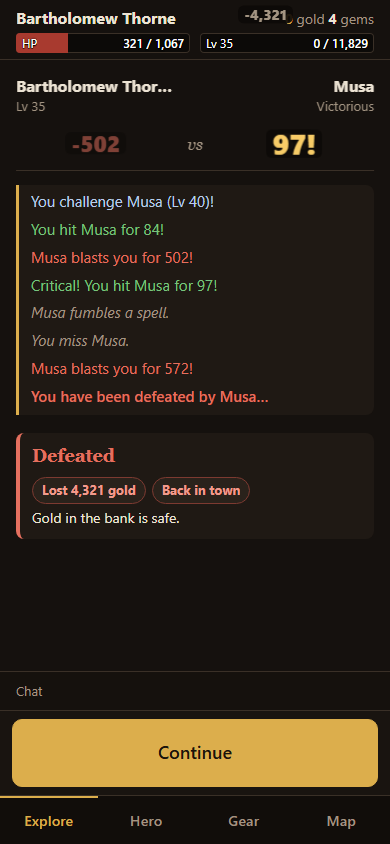 Bartholomew Thorne
-4,321 gold 4 gems
HP 321 / 1,067
Lv 35 0 / 11,829
Bartholomew Thor... Musa
Lv 35 Victorious
-502 vs 97!
You challenge Musa (Lv 40)!
You hit Musa for 84!
Musa blasts you for 502!
Critical! You hit Musa for 97!
Musa fumbles a spell.
You miss Musa.
Musa blasts you for 572!
You have been defeated by Musa...
Defeated
Lost 4,321 gold Back in town
Gold in the bank is safe.
Chat
Continue
Explore Hero Gear Map